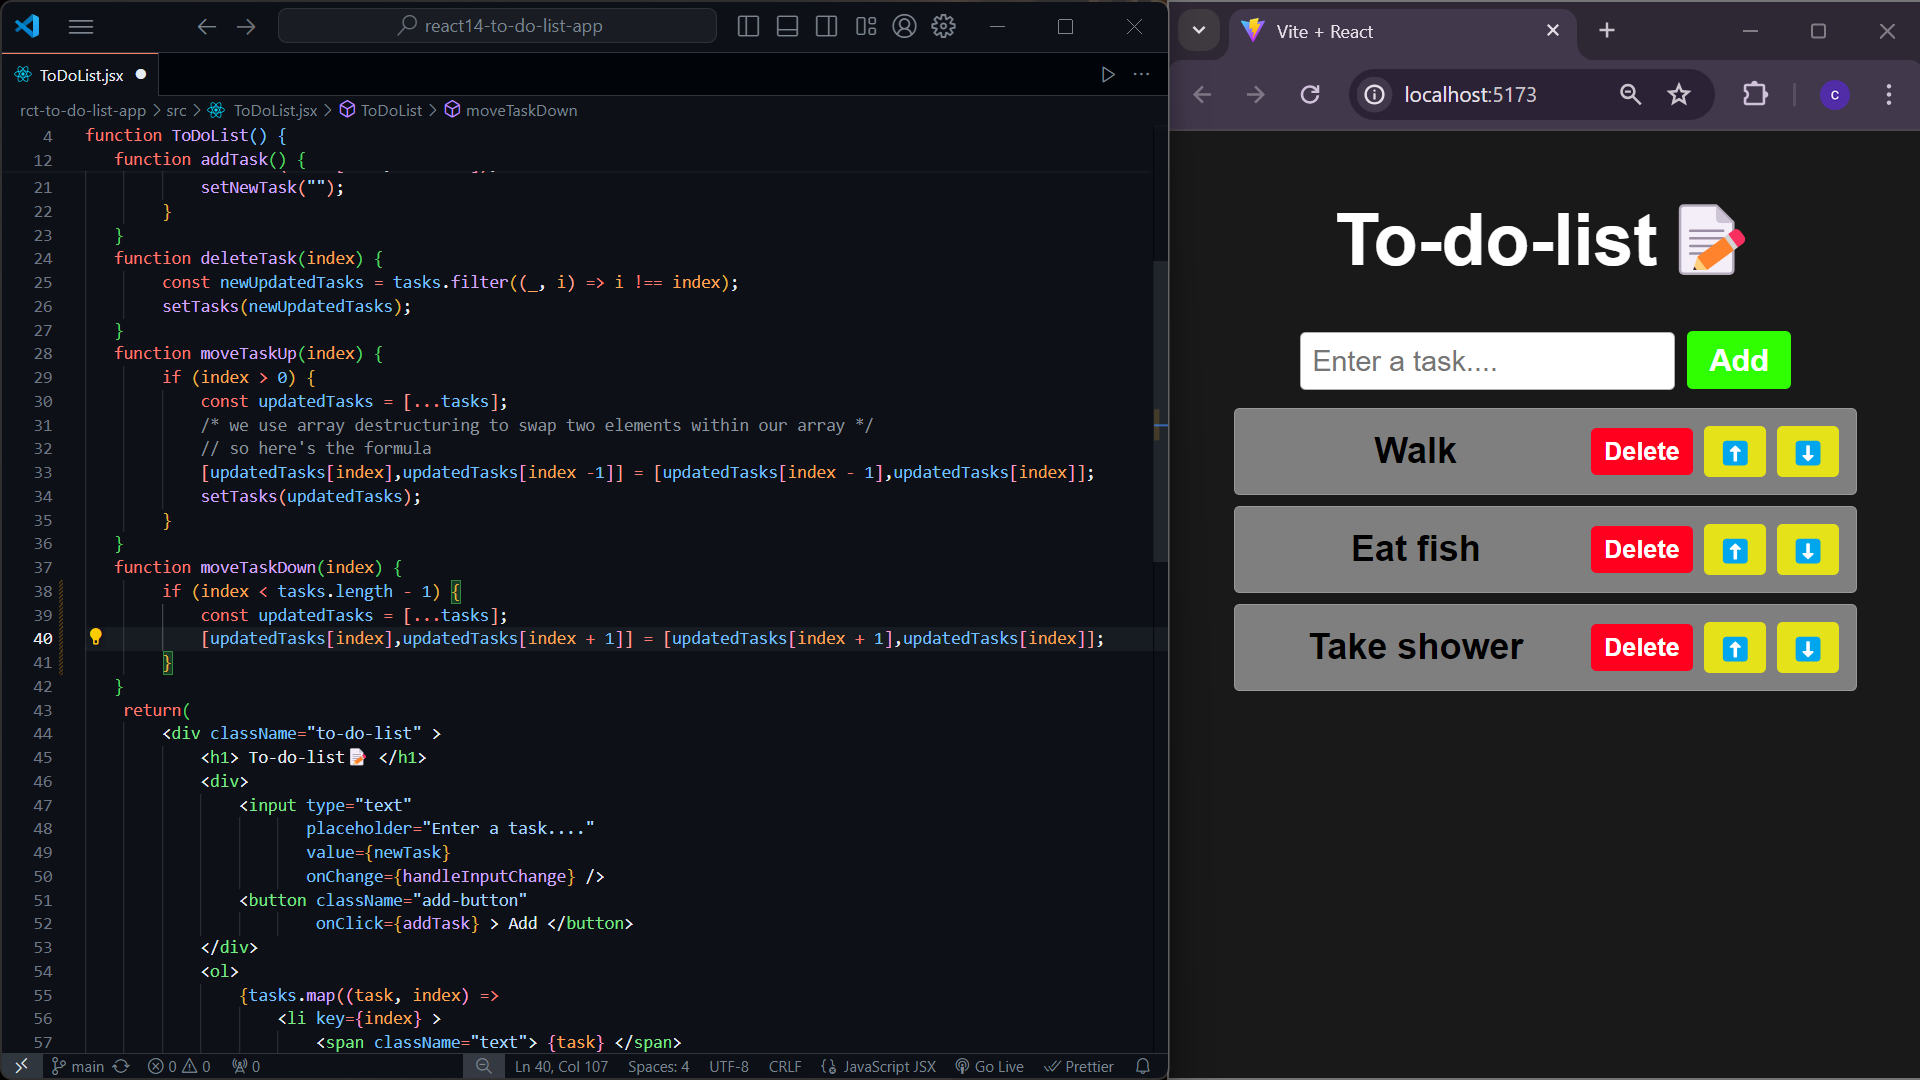 react14-to-do-list-app
ToDoList.jsx
rct-to-do-list-app > src > ToDoList.jsx > ToDoList > moveTaskDown
4 function ToDoList() {
12 function addTask() {
21 setNewTask("");
22 }
23 }
24 function deleteTask(index) {
25 const newUpdatedTasks = tasks.filter((_, i) => i !== index);
26 setTasks(newUpdatedTasks);
27 }
28 function moveTaskUp(index) {
29 if (index > 0) {
30 const updatedTasks = [...tasks];
31 /* we use array destructuring to swap two elements within our array */
32 // so here's the formula
33 [updatedTasks[index],updatedTasks[index -1]] = [updatedTasks[index - 1],updatedTasks[index]];
34 setTasks(updatedTasks);
35 }
36 }
37 function moveTaskDown(index) {
38 if (index < tasks.length - 1) {
39 const updatedTasks = [...tasks];
40 [updatedTasks[index],updatedTasks[index + 1]] = [updatedTasks[index + 1],updatedTasks[index]];
41 }
42 }
43 return(
44 <div className="to-do-list" >
45 <h1> To-do-list📝 </h1>
46 <div>
47 <input type="text"
48 placeholder="Enter a task...."
49 value={newTask}
50 onChange={handleInputChange} />
51 <button className="add-button"
52 onClick={addTask} > Add </button>
53 </div>
54 <ol>
55 {tasks.map((task, index) =>
56 <li key={index} >
57 <span className="text"> {task} </span>
main 0 0 0 Ln 40, Col 107 Spaces: 4 UTF-8 CRLF JavaScript JSX Go Live Prettier
Vite + React
localhost:5173
c
To-do-list 📝
Enter a task.... Add
Walk Delete ⬆️ ⬇️
Eat fish Delete ⬆️ ⬇️
Take shower Delete ⬆️ ⬇️